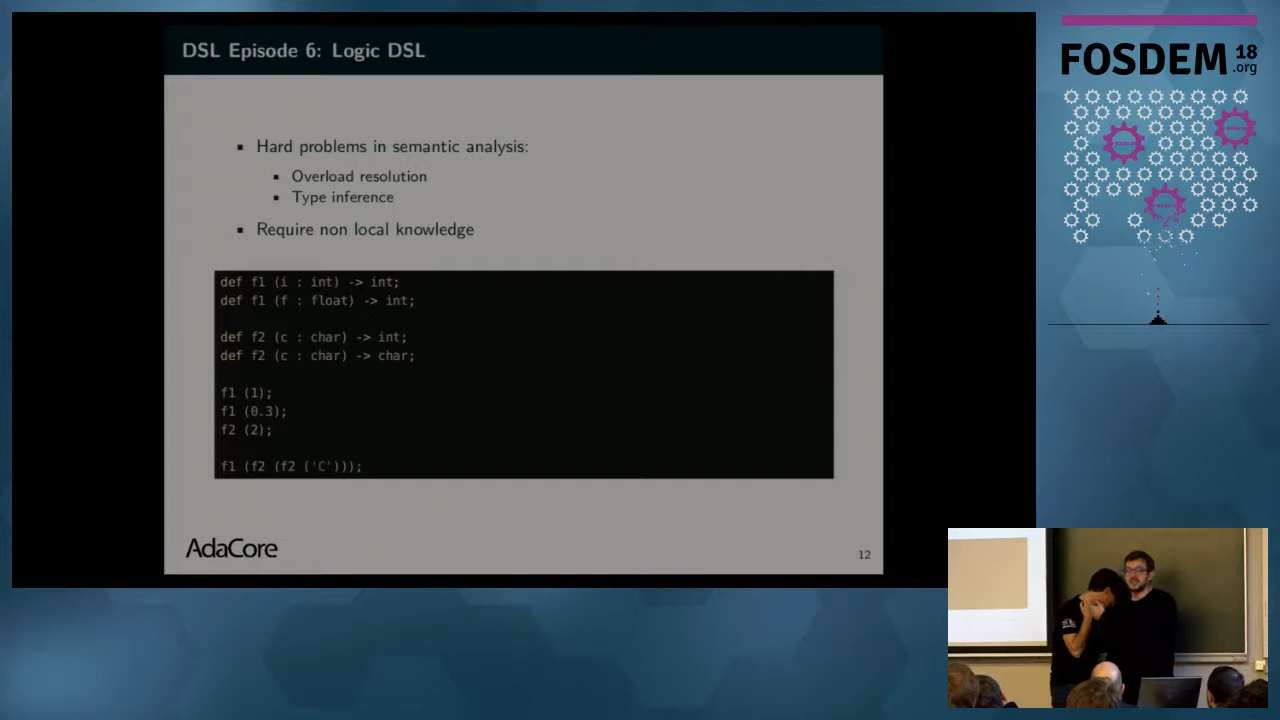 DSL Episode 6: Logic DSL
Hard problems in semantic analysis:
Overload resolution
Type inference
Require non local knowledge
def f1 (i : int) -> int;
def f1 (f : float) -> int;
def f2 (c : char) -> int;
def f2 (c : char) -> char;
f1 (1);
f1 (0.3);
f2 (2);
f1 (f2 (f2 ('C')));
AdaCore
12
FOSDEM 18
.org